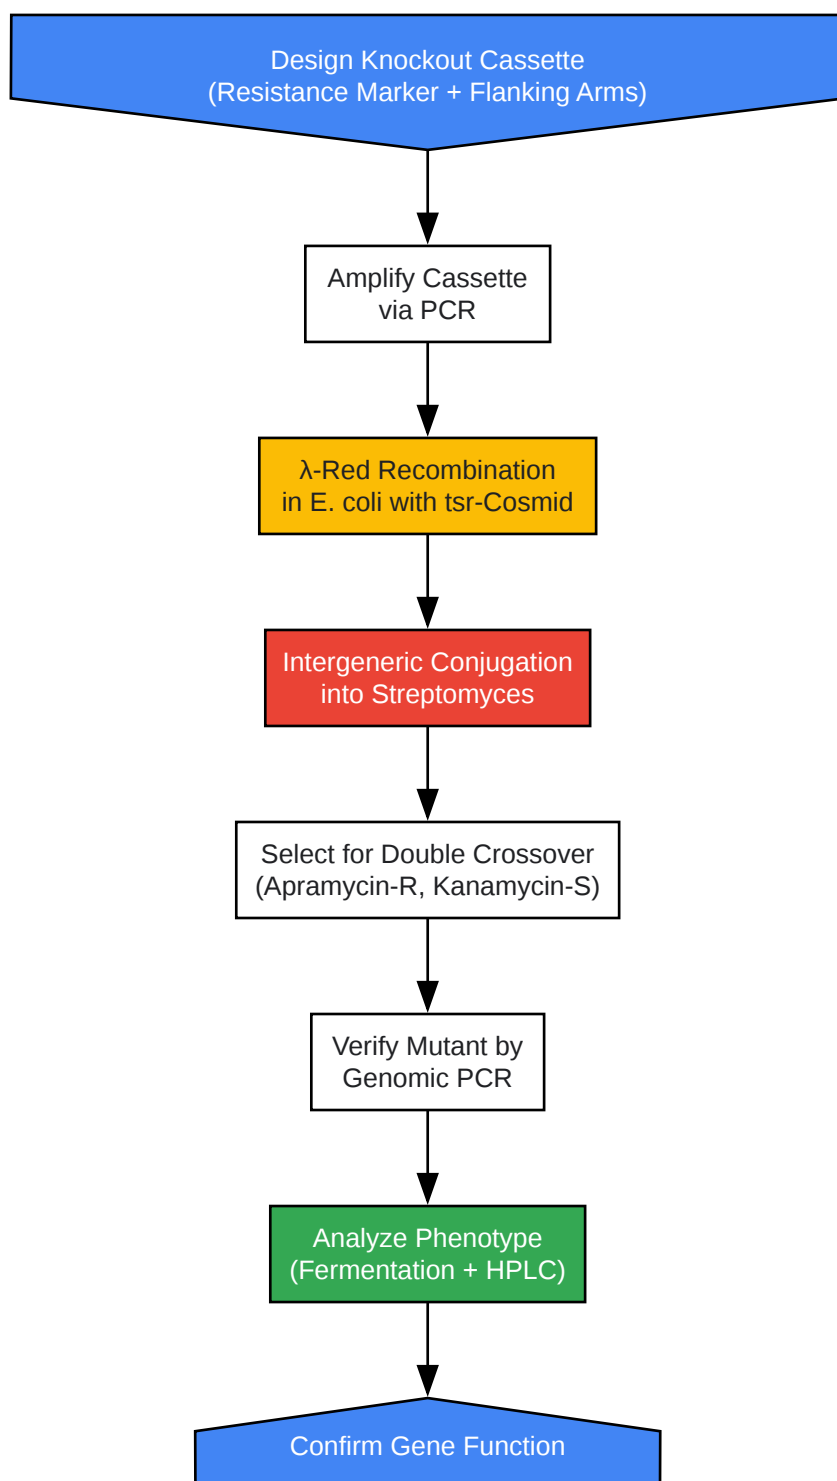 Design Knockout Cassette
(Resistance Marker + Flanking Arms)
Amplify Cassette
via PCR
λ-Red Recombination
in E. coli with tsr-Cosmid
Intergeneric Conjugation
into Streptomyces
Select for Double Crossover
(Apramycin-R, Kanamycin-S)
Verify Mutant by
Genomic PCR
Analyze Phenotype
(Fermentation + HPLC)
Confirm Gene Function